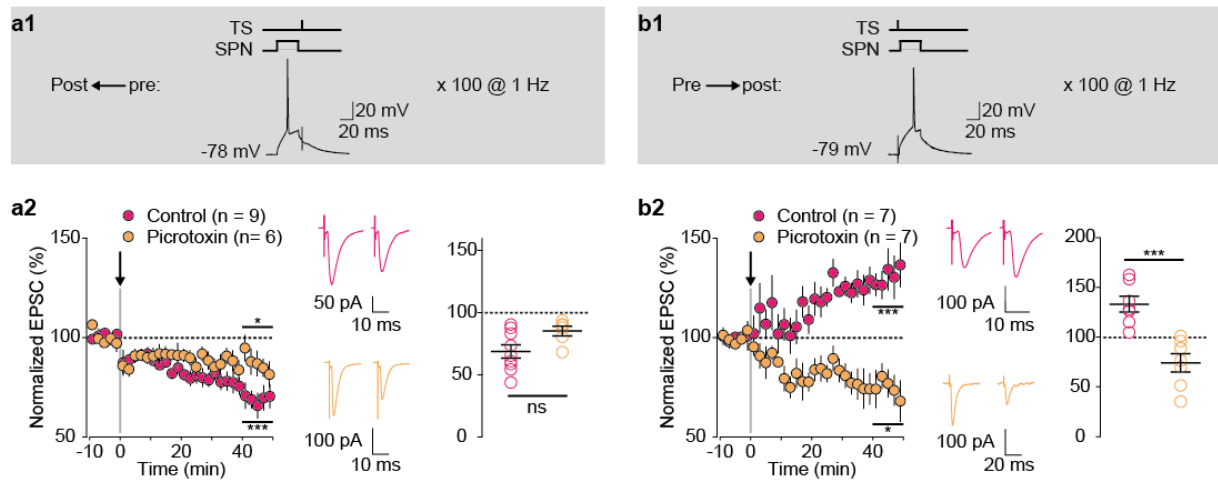 a1
TS
SPN
Post pre: x 100 @ 1 Hz
20 mV
20 ms
-78 mV
b1
TS
SPN
Pre post: x 100 @ 1 Hz
20 mV
20 ms
-79 mV
a2
Control (n = 9)
Picrotoxin (n= 6)
Normalized EPSC (%)
150
100
50
-10 0 20 40
Time (min)
*
***
50 pA
10 ms
100 pA
10 ms
150
100
50
0
ns
b2
Control (n = 7)
Picrotoxin (n = 7)
Normalized EPSC (%)
150
100
50
-10 0 20 40
Time (min)
***
*
100 pA
10 ms
100 pA
20 ms
200
150
100
50
0
***